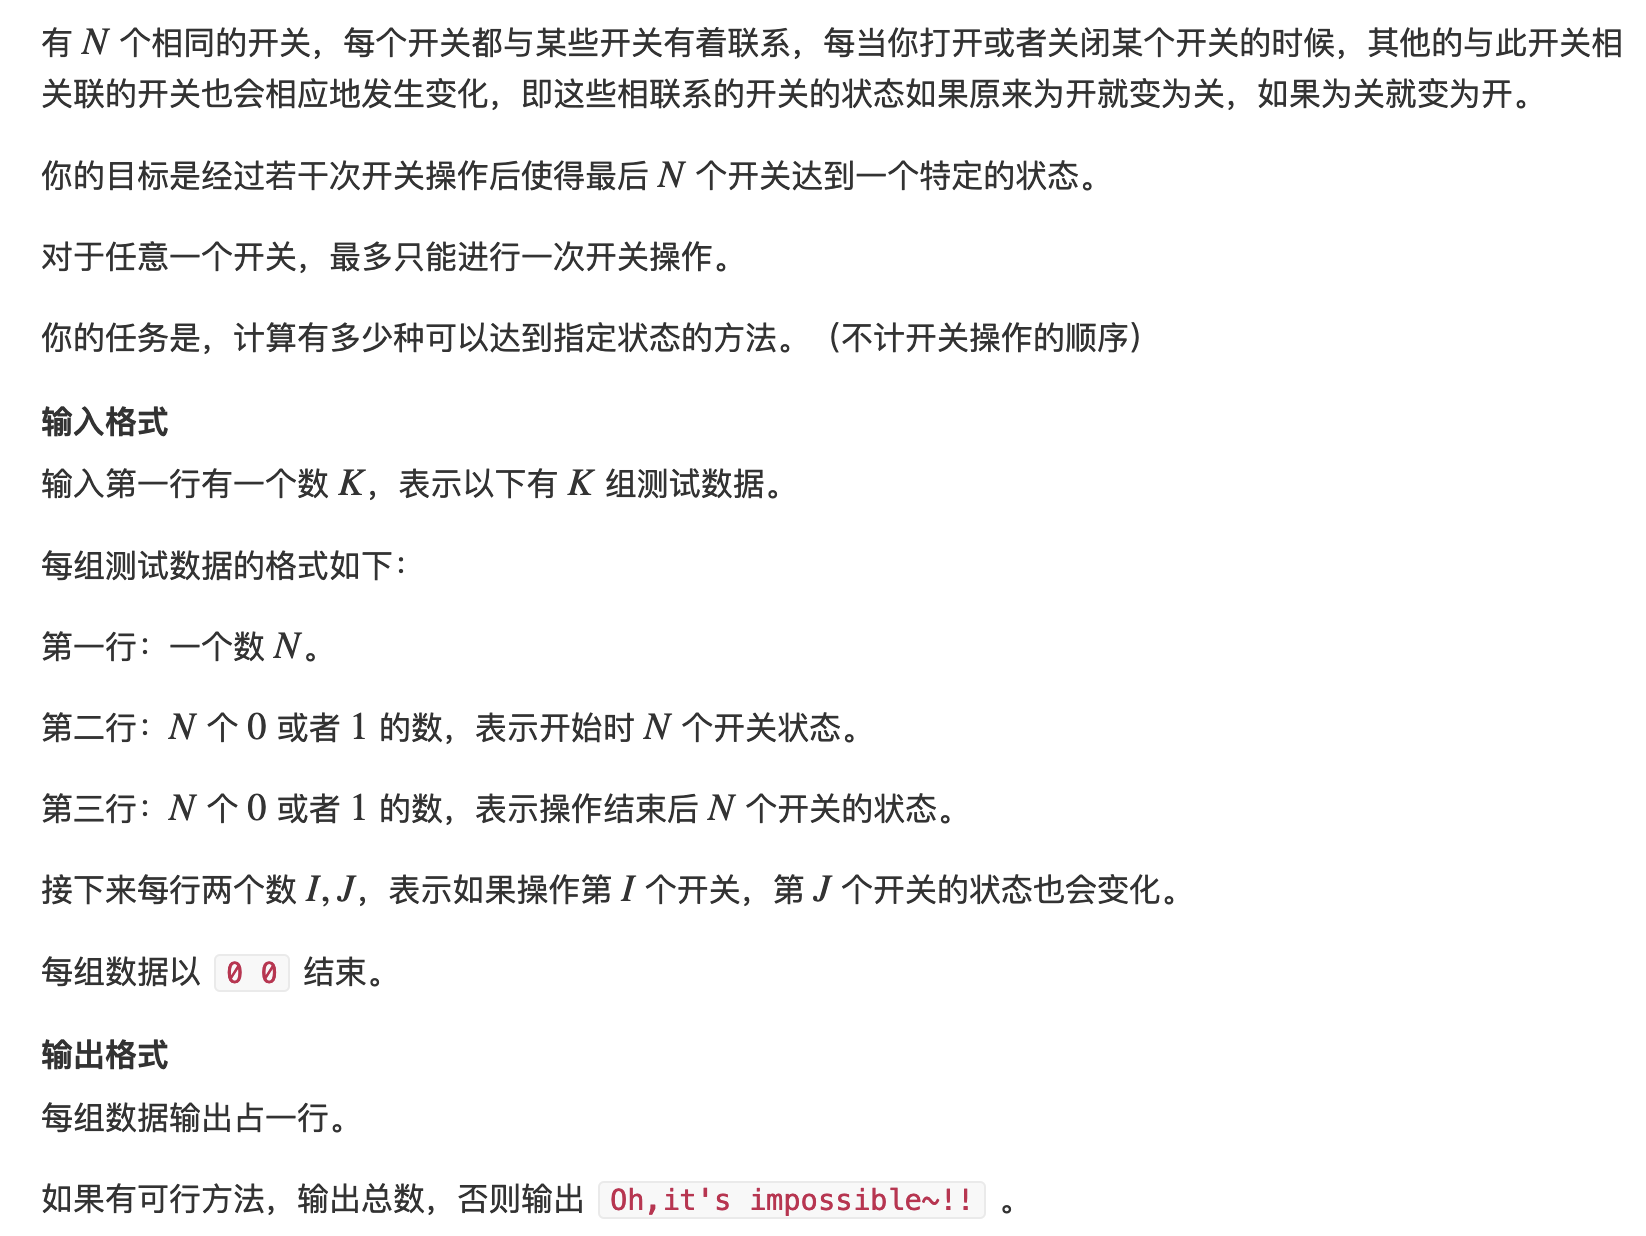 有 N 个相同的开关，每个开关都与某些开关有着联系，每当你打开或者关闭某个开关的时候，其他的与此开关相
关联的开关也会相应地发生变化，即这些相联系的开关的状态如果原来为开就变为关，如果为关就变为开。
你的目标是经过若干次开关操作后使得最后 N 个开关达到一个特定的状态。
对于任意一个开关，最多只能进行一次开关操作。
你的任务是，计算有多少种可以达到指定状态的方法。（不计开关操作的顺序）
输入格式
输入第一行有一个数 K，表示以下有 K 组测试数据。
每组测试数据的格式如下：
第一行：一个数 N。
第二行：N 个 0 或者 1 的数，表示开始时 N 个开关状态。
第三行：N 个 0 或者 1 的数，表示操作结束后 N 个开关的状态。
接下来每行两个数 I, J，表示如果操作第 I 个开关，第 J 个开关的状态也会变化。
每组数据以 0 0 结束。
输出格式
每组数据输出占一行。
如果有可行方法，输出总数，否则输出 Oh,it's impossible~!! 。